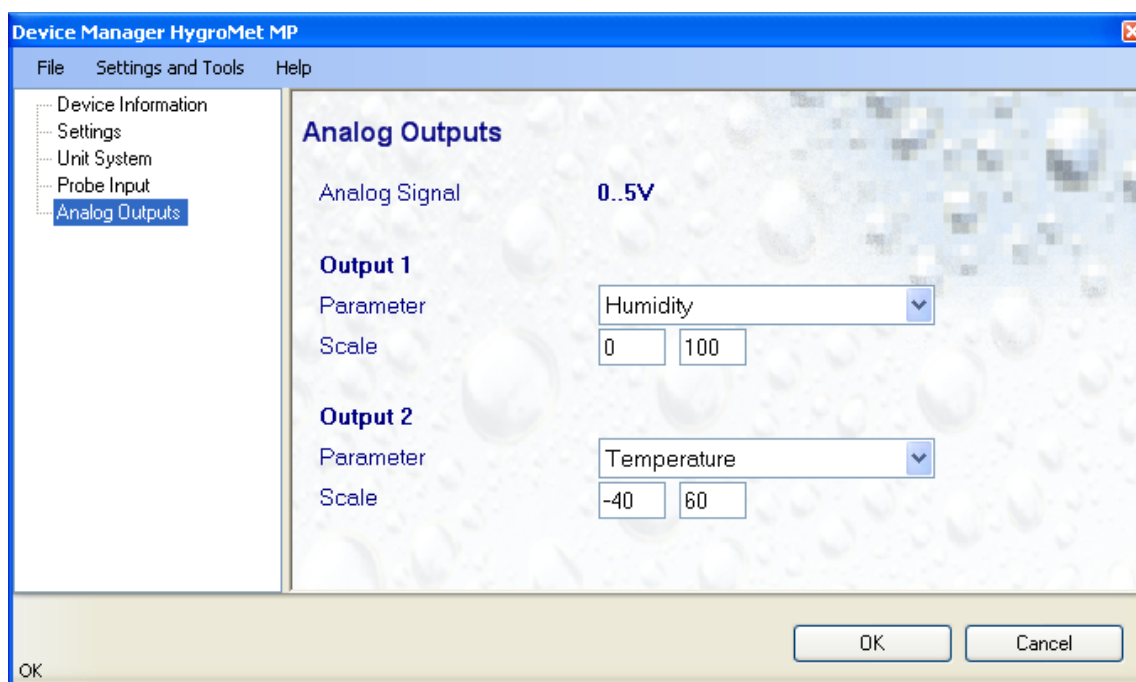 Device Manager HygroMet MP
File Settings and Tools Help
Device Information
Settings
Unit System
Probe Input
Analog Outputs
Analog Outputs
Analog Signal 0..5V
Output 1
Parameter Humidity
Scale 0 100
Output 2
Parameter Temperature
Scale -40 60
OK Cancel
OK